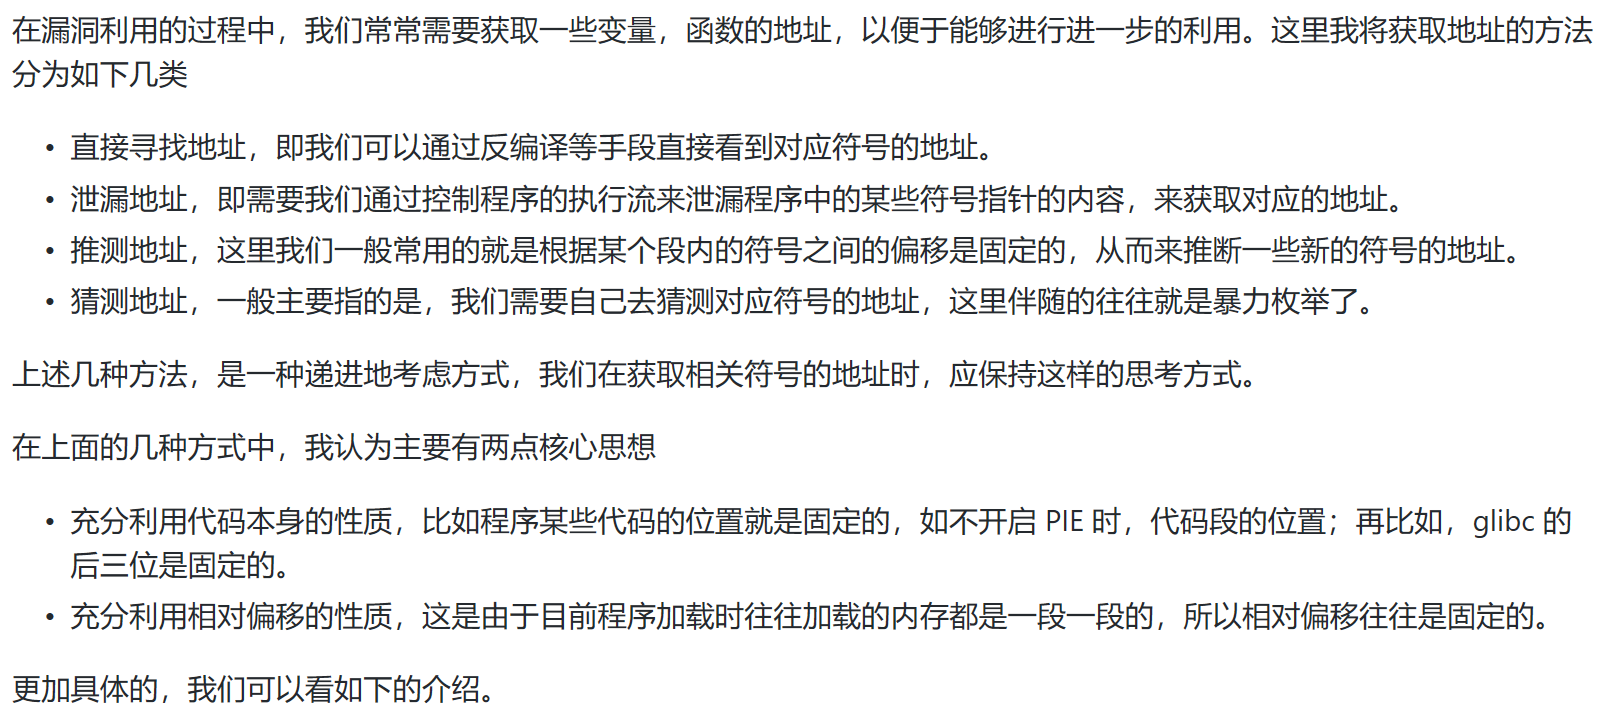 在漏洞利用的过程中，我们常常需要获取一些变量，函数的地址，以便于能够进行进一步的利用。这里我将获取地址的方法
分为如下几类
• 直接寻找地址，即我们可以通过反编译等手段直接看到对应符号的地址。
• 泄漏地址，即需要我们通过控制程序的执行流来泄漏程序中的某些符号指针的内容，来获取对应的地址。
• 推测地址，这里我们一般常用的就是根据某个段内的符号之间的偏移是固定的，从而来推断一些新的符号的地址。
• 猜测地址，一般主要指的是，我们需要自己去猜测对应符号的地址，这里伴随的往往就是暴力枚举了。
上述几种方法，是一种递进地考虑方式，我们在获取相关符号的地址时，应保持这样的思考方式。
在上面的几种方式中，我认为主要有两点核心思想
• 充分利用代码本身的性质，比如程序某些代码的位置就是固定的，如不开启 PIE 时，代码段的位置；再比如，glibc 的
后三位是固定的。
• 充分利用相对偏移的性质，这是由于目前程序加载时往往加载的内存都是一段一段的，所以相对偏移往往是固定的。
更加具体的，我们可以看如下的介绍。